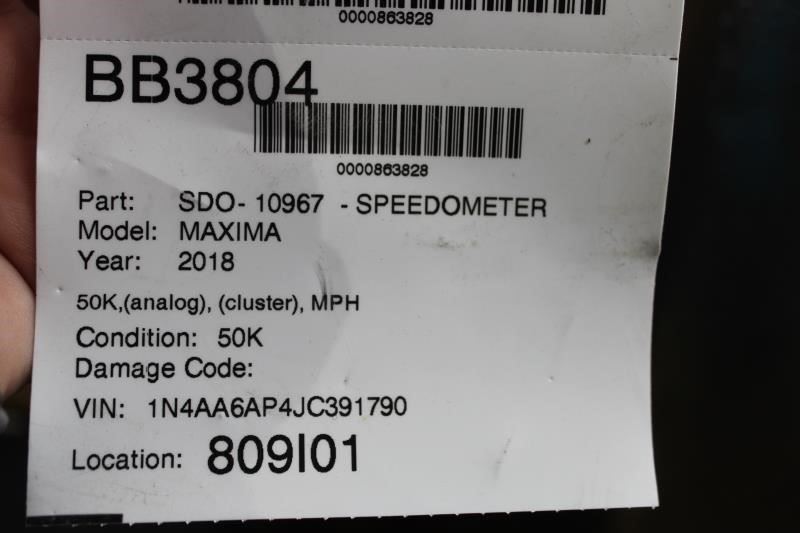 0000863828
BB3804
0000863828
Part: SDO- 10967 - SPEEDOMETER
Model: MAXIMA
Year: 2018
50K,(analog), (cluster), MPH
Condition: 50K
Damage Code:
VIN: 1N4AA6AP4JC391790
Location: 809I01